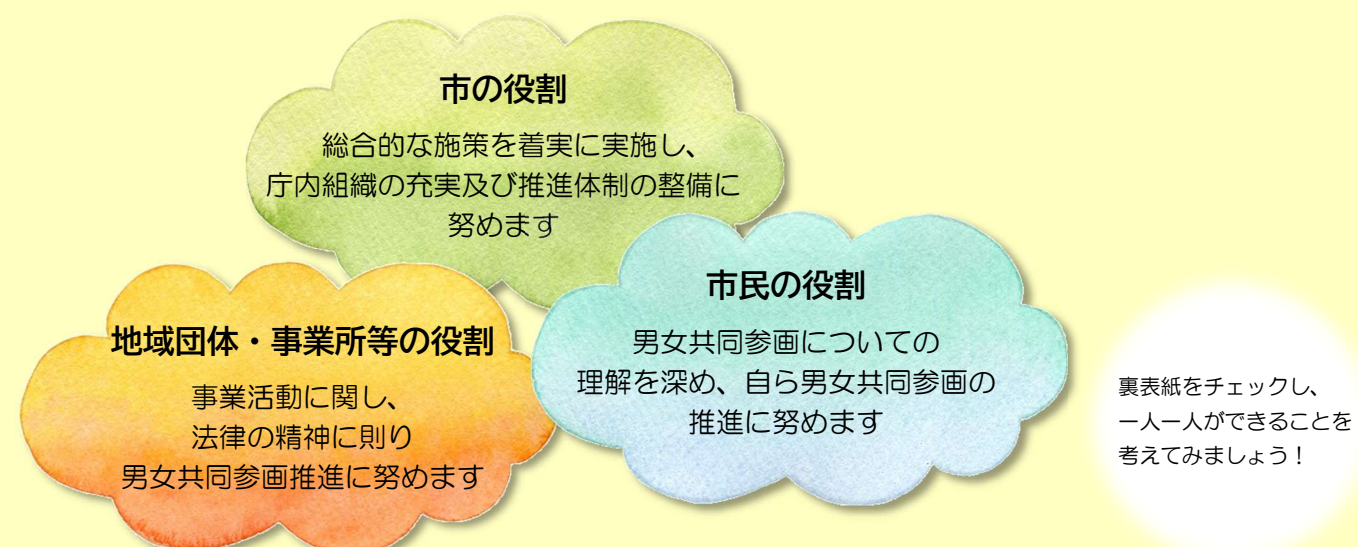 市の役割
総合的な施策を着実に実施し、
庁内組織の充実及び推進体制の整備に
努めます
地域団体・事業所等の役割
事業活動に関し、
法律の精神に則り
男女共同参画推進に努めます
市民の役割
男女共同参画についての
理解を深め、自ら男女共同参画の
推進に努めます
裏表紙をチェックし、
一人一人ができることを
考えてみましょう！